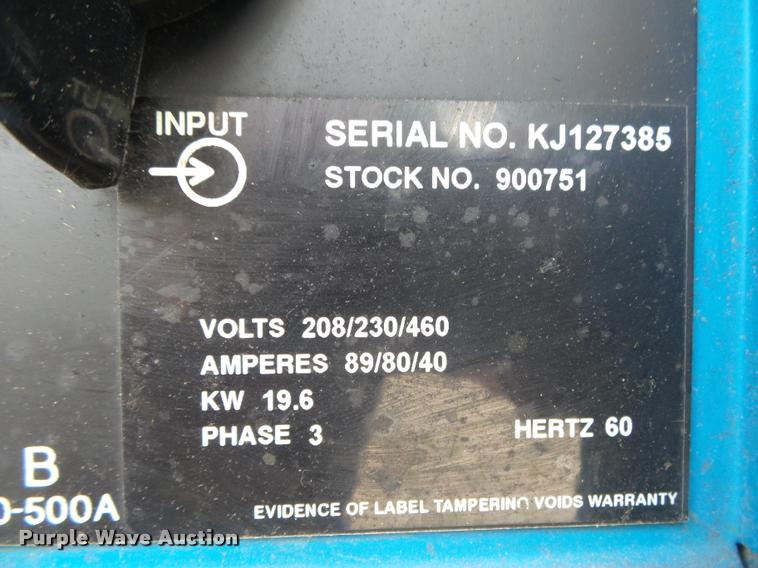 INPUT
SERIAL NO. KJ127385
STOCK NO. 900751
VOLTS 208/230/460
AMPERES 89/80/40
KW 19.6
PHASE 3
HERTZ 60
B
0-500A
EVIDENCE OF LABEL TAMPERING VOIDS WARRANTY
Purple Wave Auction